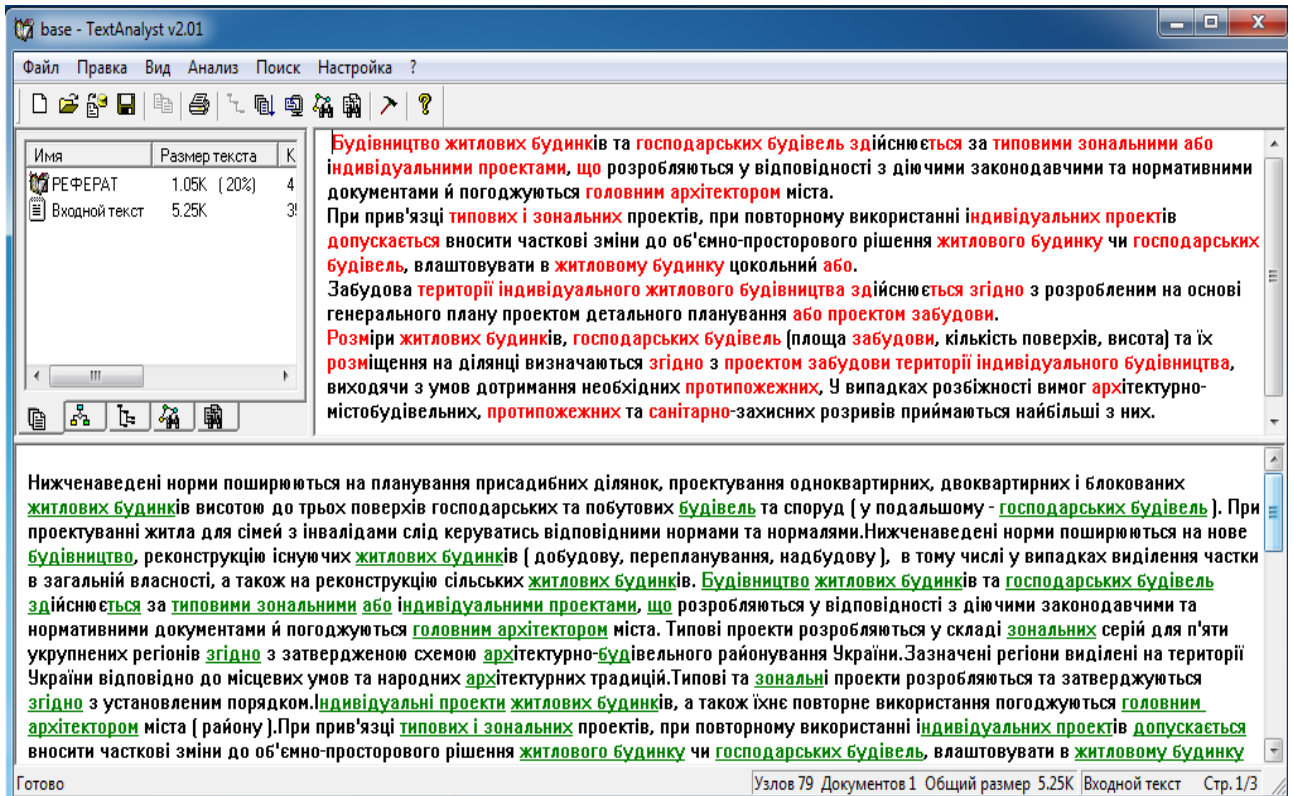 base - TextAnalyst v2.01
Файл Правка Вид Анализ Поиск Настройка ?
Имя Размер текста К
РЕФЕРАТ 1.05K (20%) 4
Входной текст 5.25K
Будівництво житлових будинків та господарських будівель здійснюється за типовими зональними або
індивідуальними проектами, що розробляються у відповідності з діючими законодавчими та нормативними
документами й погоджуються головним архітектором міста.
При прив'язці типових і зональних проектів, при повторному використанні індивідуальних проектів
допускається вносити часткові зміни до об'ємно-просторового рішення житлового будинку чи господарських
будівель, влаштовувати в житловому будинку цокольний або.
Забудова території індивідуального житлового будівництва здійснюється згідно з розробленим на основі
генерального плану проектом детального планування або проектом забудови.
Розміри житлових будинків, господарських будівель (площа забудови, кількість поверхів, висота) та їх
розміщення на ділянці визначаються згідно з проектом забудови території індивідуального будівництва,
виходячи з умов дотримання необхідних протипожежних, У випадках розбіжності вимог архітектурно-
містобудівельних, протипожежних та санітарно-захисних розривів приймаються найбільші з них.
Нижченаведені норми поширюються на планування присадибних ділянок, проектування одноквартирних, двоквартирних і блокованих
житлових будинків висотою до трьох поверхів господарських та побутових будівель та споруд ( у подальшому - господарських будівель ). При
проектуванні житла для сімей з інвалідами слід керуватись відповідними нормами та нормалями.Нижченаведені норми поширюються на нове
будівництво, реконструкцію існуючих житлових будинків ( добудову, перепланування, надбудову ), в тому числі у випадках виділення частки
в загальній власності, а також на реконструкцію сільських житлових будинків. Будівництво житлових будинків та господарських будівель
здійснюється за типовими зональними або індивідуальними проектами, що розробляються у відповідності з діючими законодавчими та
нормативними документами й погоджуються головним архітектором міста. Типові проекти розробляються у складі зональних серій для п'яти
укрупнених регіонів згідно з затвердженою схемою архітектурно-будівельного районування України.Зазначені регіони виділені на території
України відповідно до місцевих умов та народних архітектурних традицій.Типові та зональні проекти розробляються та затверджуються
згідно з установленим порядком.Індивідуальні проекти житлових будинків, а також їхнє повторне використання погоджуються головним
архітектором міста ( району ).При прив'язці типових і зональних проектів, при повторному використанні індивідуальних проектів допускається
вносити часткові зміни до об'ємно-просторового рішення житлового будинку чи господарських будівель, влаштовувати в житловому будинку
Готово Узлов 79 Документов 1 Общий размер 5.25K Входной текст Стр. 1/3